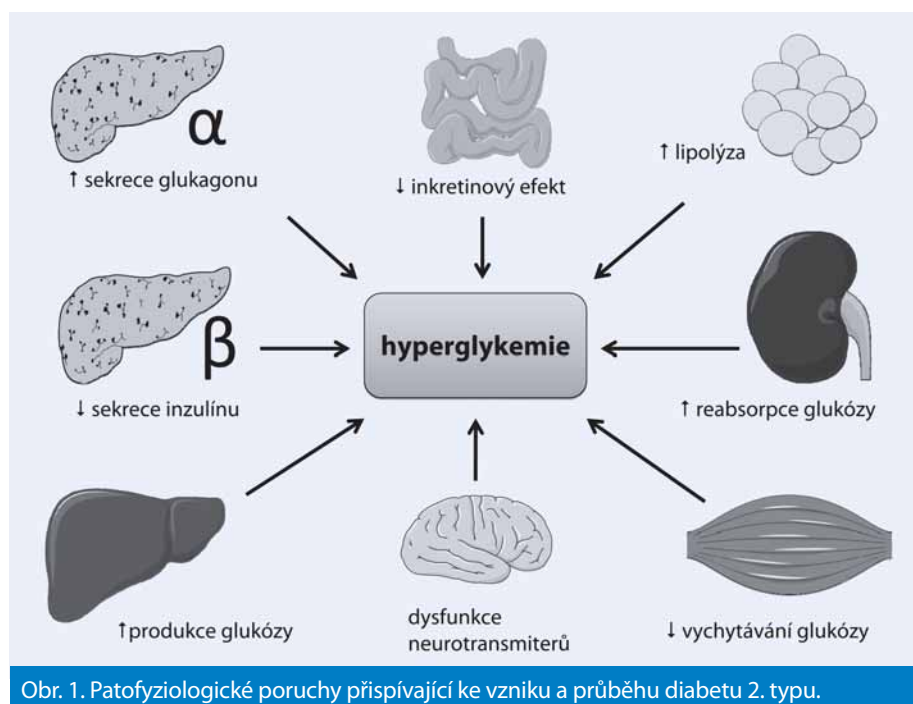 α
↑ sekrece glukagonu
↓ inkretinový efekt
↑ lipolýza
β
↓ sekrece inzulínu
hyperglykemie
↑ reabsorpce glukózy
↑produkce glukózy
dysfunkce
neurotransmiterů
↓ vychytávání glukózy
Obr. 1. Patofyziologické poruchy přispívající ke vzniku a průběhu diabetu 2. typu.